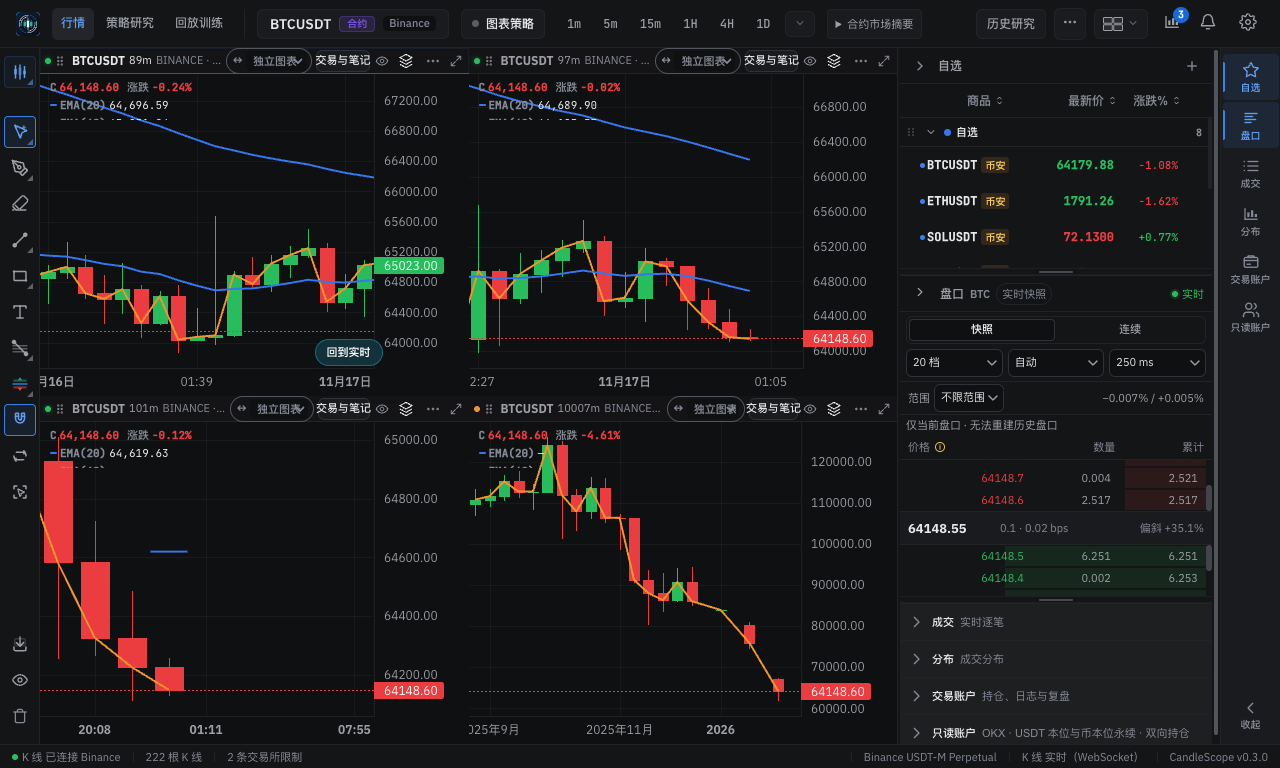 行情 策略研究 回放训练 BTCUSDT 合约 Binance 图表策略 1m 5m 15m 1H 4H 1D 合约市场摘要 历史研究 3
BTCUSDT 89m BINANCE · ... 独立图表 交易与笔记
C 64,148.60 涨跌 -0.24%
EMA(20) 64,696.59
67200.00
66800.00
66400.00
66000.00
65600.00
65200.00
65023.00
64800.00
64400.00
64000.00
回到实时
月16日 01:39 11月17日
BTCUSDT 97m BINANCE · ... 独立图表 交易与笔记
C 64,148.60 涨跌 -0.02%
EMA(20) 64,689.90
66800.00
66400.00
66000.00
65600.00
65200.00
64800.00
64400.00
64148.60
64000.00
2:27 11月17日 01:05
BTCUSDT 101m BINANCE · ... 独立图表 交易与笔记
C 64,148.60 涨跌 -0.12%
EMA(20) 64,619.63
65000.00
64800.00
64600.00
64400.00
64200.00
64148.60
20:08 01:11 07:55
BTCUSDT 10007m BINANCE... 独立图表 交易与笔记
C 64,148.60 涨跌 -4.61%
EMA(20) —
120000.00
110000.00
100000.00
90000.00
80000.00
70000.00
64148.60
60000.00
025年9月 2025年11月 2026
自选
商品 最新价 涨跌%
自选 8
BTCUSDT 币安 64179.88 -1.08%
ETHUSDT 币安 1791.26 -1.62%
SOLUSDT 币安 72.1300 +0.77%
盘口 BTC 实时快照 实时
快照 连续
20 档 自动 250 ms
范围 不限范围 −0.007% / +0.005%
仅当前盘口 · 无法重建历史盘口
价格 数量 累计
64148.7 0.004 2.521
64148.6 2.517 2.517
64148.55 0.1 · 0.02 bps 偏斜 +35.1%
64148.5 6.251 6.251
64148.4 0.002 6.253
成交 实时逐笔
分布 成交分布
交易账户 持仓、日志与复盘
只读账户 OKX · USDT 本位与币本位永续 · 双向持仓
自选
盘口
成交
分布
交易账户
只读账户
收起
K 线 已连接 Binance 222 根 K 线 2 条交易所限制 Binance USDT-M Perpetual K 线 实时（WebSocket） CandleScope v0.3.0